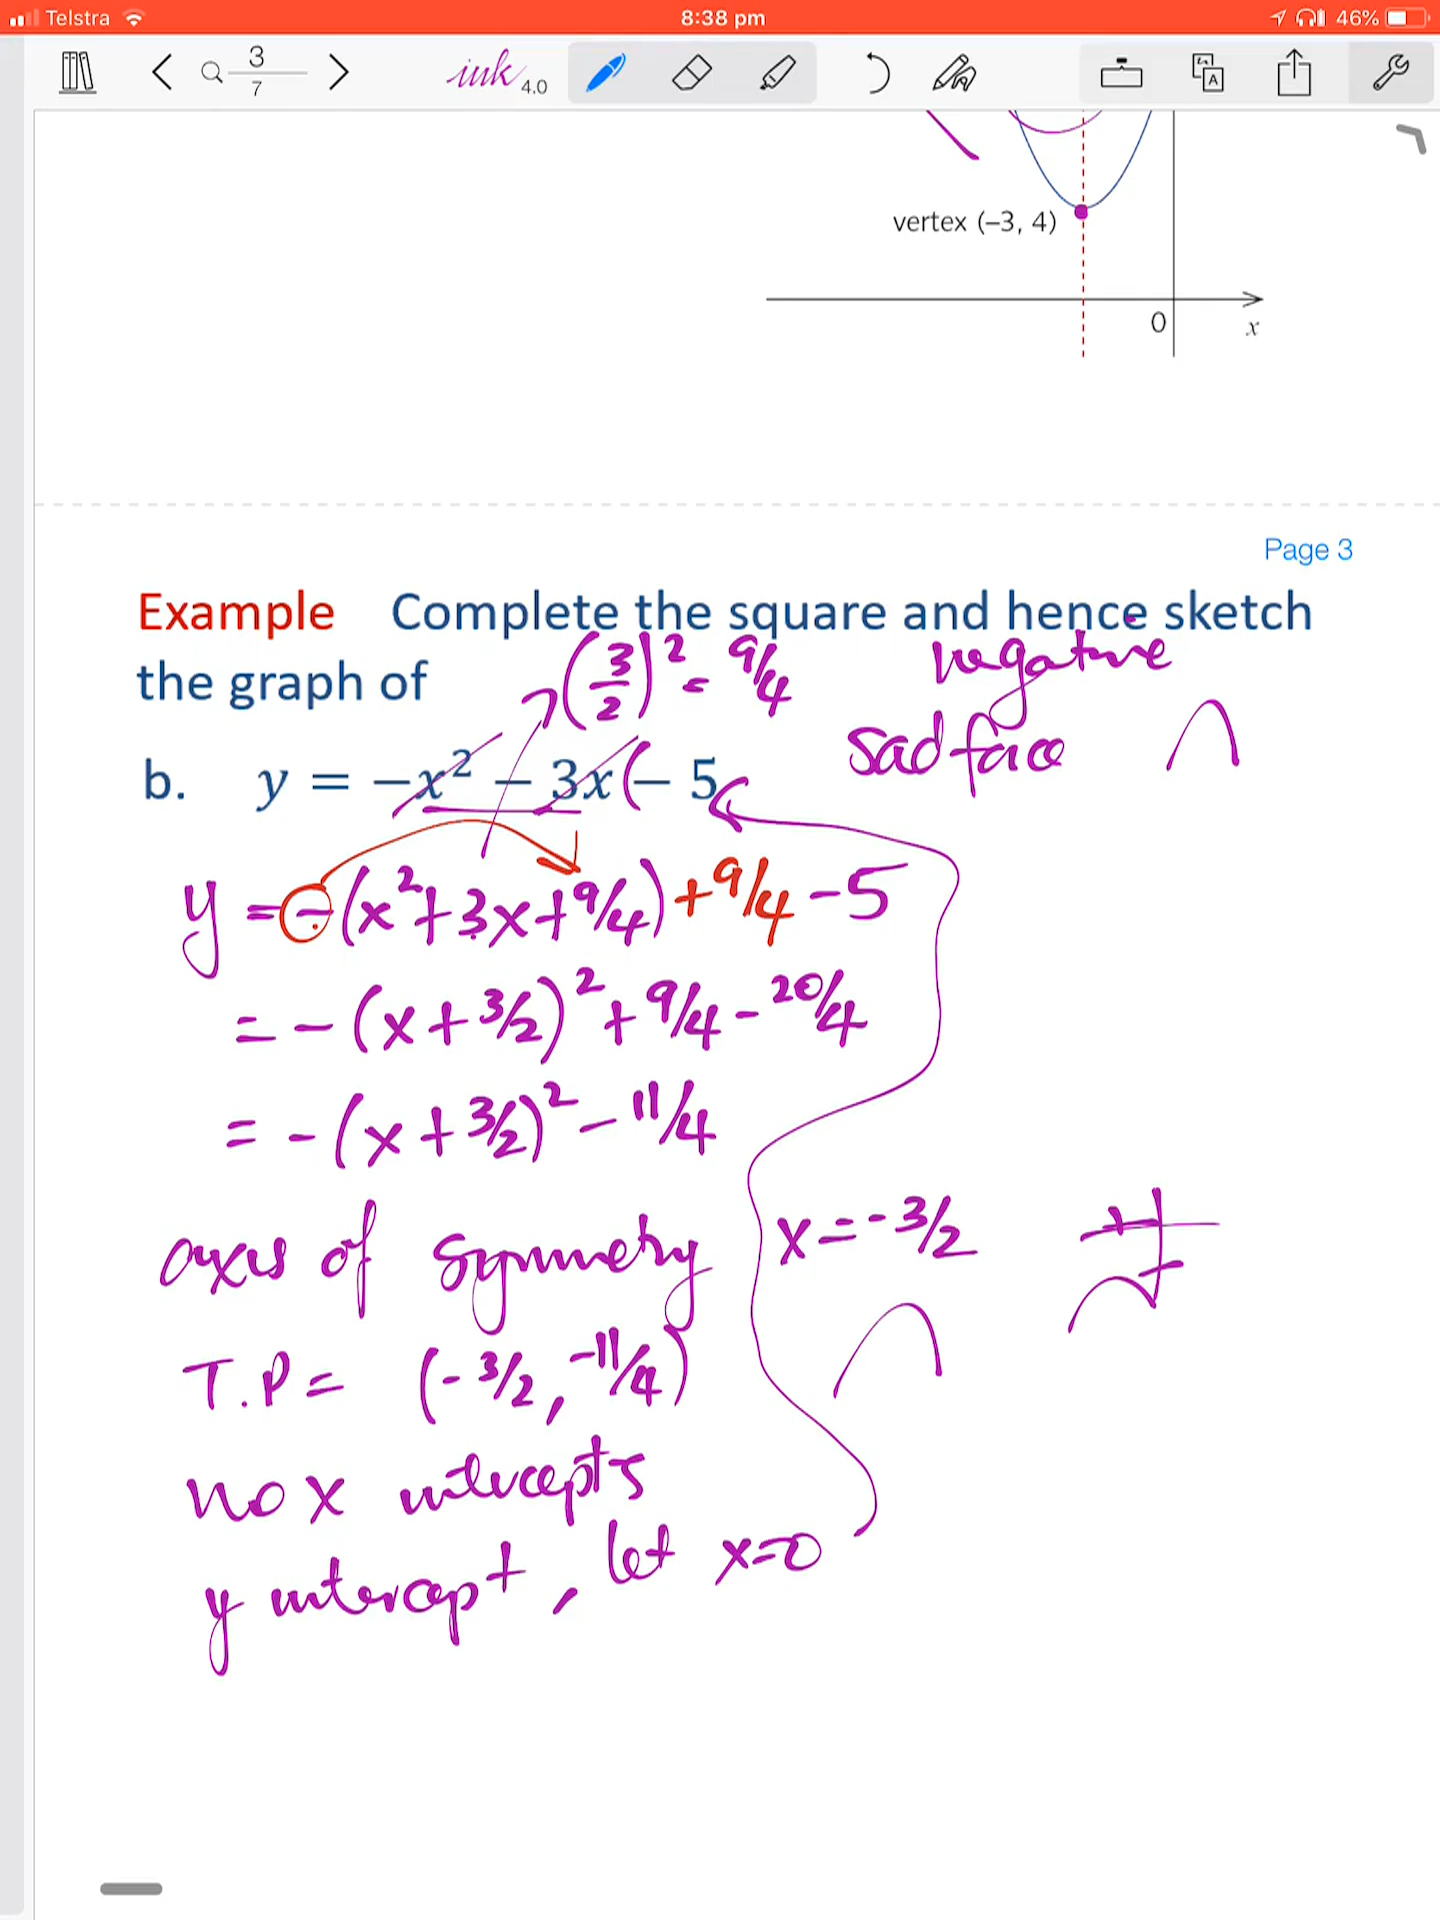 Telstra 8:38 pm 46%
3
7
ink 4.0
vertex (–3, 4)
0
x
Page 3
Example Complete the square and hence sketch
the graph of
(3/2)² = 9/4
negative
sad face
b. y = −x² − 3x (− 5
y = −(x²+3x+9/4)+9/4 −5
= −(x+3/2)²+9/4−20/4
= −(x+3/2)²−11/4
axis of symmetry x=-3/2
T.P= (-3/2, -11/4)
no x intercepts
y intercept, let x=0